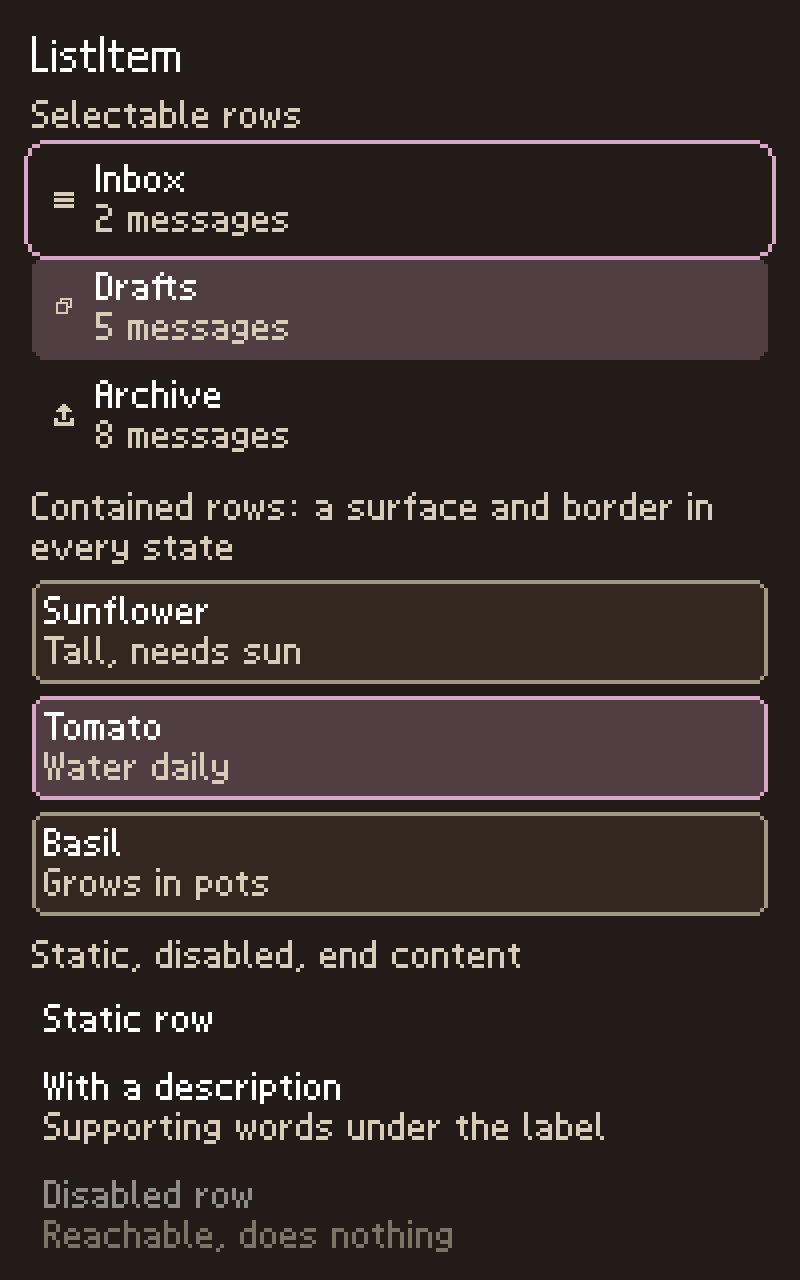 ListItem
Selectable rows
Inbox
2 messages
Drafts
5 messages
Archive
8 messages
Contained rows: a surface and border in
every state
Sunflower
Tall, needs sun
Tomato
Water daily
Basil
Grows in pots
Static, disabled, end content
Static row
With a description
Supporting words under the label
Disabled row
Reachable, does nothing